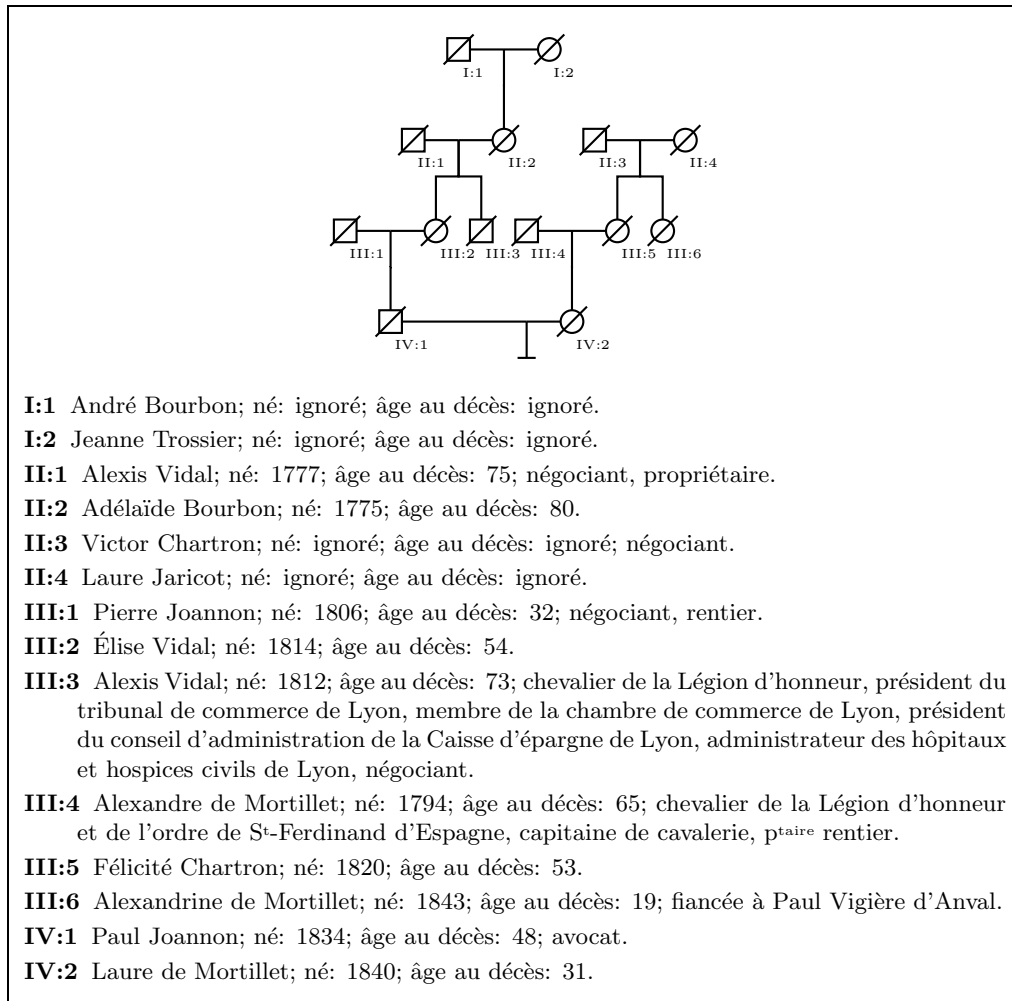 I:1 I:2
II:1 II:2 II:3 II:4
III:1 III:2 III:3 III:4 III:5 III:6
IV:1 IV:2
I:1 André Bourbon; né: ignoré; âge au décès: ignoré.
I:2 Jeanne Trossier; né: ignoré; âge au décès: ignoré.
II:1 Alexis Vidal; né: 1777; âge au décès: 75; négociant, propriétaire.
II:2 Adélaïde Bourbon; né: 1775; âge au décès: 80.
II:3 Victor Chartron; né: ignoré; âge au décès: ignoré; négociant.
II:4 Laure Jaricot; né: ignoré; âge au décès: ignoré.
III:1 Pierre Joannon; né: 1806; âge au décès: 32; négociant, rentier.
III:2 Élise Vidal; né: 1814; âge au décès: 54.
III:3 Alexis Vidal; né: 1812; âge au décès: 73; chevalier de la Légion d'honneur, président du
tribunal de commerce de Lyon, membre de la chambre de commerce de Lyon, président
du conseil d'administration de la Caisse d'épargne de Lyon, administrateur des hôpitaux
et hospices civils de Lyon, négociant.
III:4 Alexandre de Mortillet; né: 1794; âge au décès: 65; chevalier de la Légion d'honneur
et de l'ordre de Sᵗ-Ferdinand d'Espagne, capitaine de cavalerie, pᵗᵃⁱʳᵉ rentier.
III:5 Félicité Chartron; né: 1820; âge au décès: 53.
III:6 Alexandrine de Mortillet; né: 1843; âge au décès: 19; fiancée à Paul Vigière d'Anval.
IV:1 Paul Joannon; né: 1834; âge au décès: 48; avocat.
IV:2 Laure de Mortillet; né: 1840; âge au décès: 31.